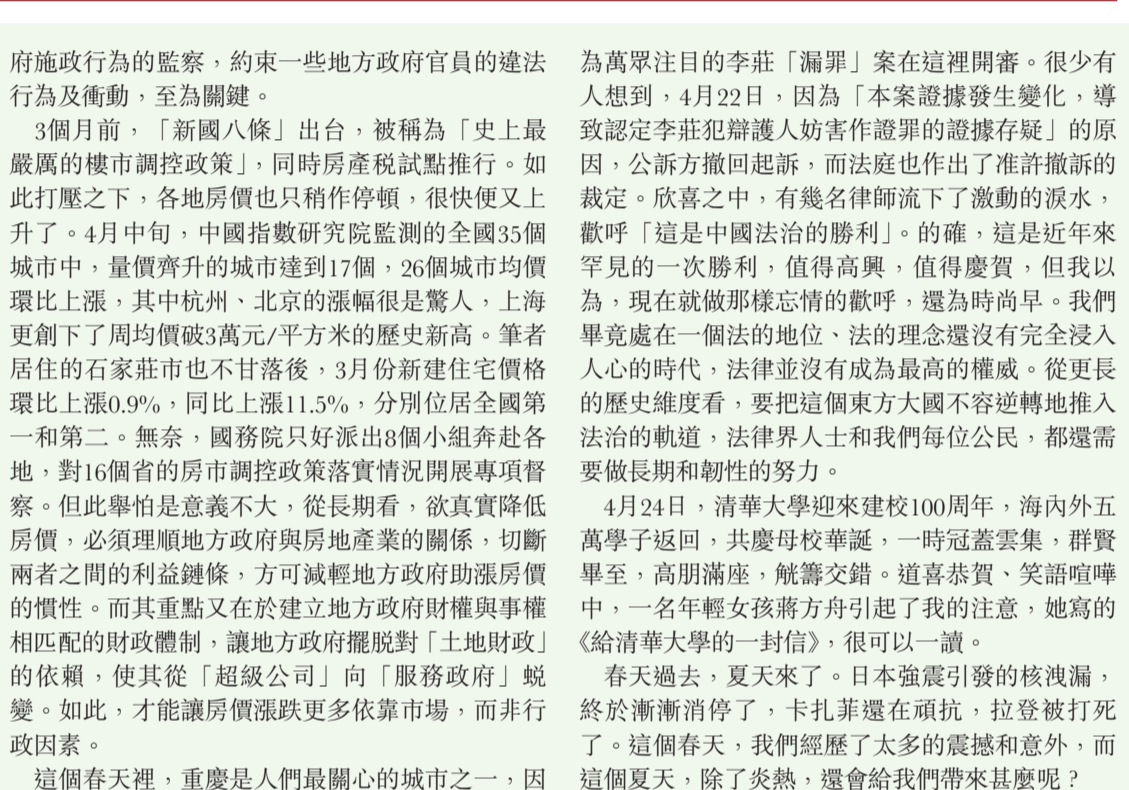 府施政行為的監察，約束一些地方政府官員的違法
行為及衝動，至為關鍵。
3個月前，「新國八條」出台，被稱為「史上最
嚴厲的樓市調控政策」，同時房產稅試點推行。如
此打壓之下，各地房價也只稍作停頓，很快便又上
升了。4月中旬，中國指數研究院監測的全國35個
城市中，量價齊升的城市達到17個，26個城市均價
環比上漲，其中杭州、北京的漲幅很是驚人，上海
更創下了周均價破3萬元/平方米的歷史新高。筆者
居住的石家莊市也不甘落後，3月份新建住宅價格
環比上漲0.9%，同比上漲11.5%，分別位居全國第
一和第二。無奈，國務院只好派出8個小組奔赴各
地，對16個省的房市調控政策落實情況開展專項督
察。但此舉怕是意義不大，從長期看，欲真實降低
房價，必須理順地方政府與房地產業的關係，切斷
兩者之間的利益鏈條，方可減輕地方政府助漲房價
的慣性。而其重點又在於建立地方政府財權與事權
相匹配的財政體制，讓地方政府擺脫對「土地財政」
的依賴，使其從「超級公司」向「服務政府」蛻
變。如此，才能讓房價漲跌更多依靠市場，而非行
政因素。
這個春天裡，重慶是人們最關心的城市之一，因
為萬眾注目的李莊「漏罪」案在這裡開審。很少有
人想到，4月22日，因為「本案證據發生變化，導
致認定李莊犯辯護人妨害作證罪的證據存疑」的原
因，公訴方撤回起訴，而法庭也作出了准許撤訴的
裁定。欣喜之中，有幾名律師流下了激動的淚水，
歡呼「這是中國法治的勝利」。的確，這是近年來
罕見的一次勝利，值得高興，值得慶賀，但我以
為，現在就做那樣忘情的歡呼，還為時尚早。我們
畢竟處在一個法的地位、法的理念還沒有完全浸入
人心的時代，法律並沒有成為最高的權威。從更長
的歷史維度看，要把這個東方大國不容逆轉地推入
法治的軌道，法律界人士和我們每位公民，都還需
要做長期和韌性的努力。
4月24日，清華大學迎來建校100周年，海內外五
萬學子返回，共慶母校華誕，一時冠蓋雲集，群賢
畢至，高朋滿座，觥籌交錯。道喜恭賀、笑語喧嘩
中，一名年輕女孩蔣方舟引起了我的注意，她寫的
《給清華大學的一封信》，很可以一讀。
春天過去，夏天來了。日本強震引發的核洩漏，
終於漸漸消停了，卡扎菲還在頑抗，拉登被打死
了。這個春天，我們經歷了太多的震撼和意外，而
這個夏天，除了炎熱，還會給我們帶來甚麼呢？